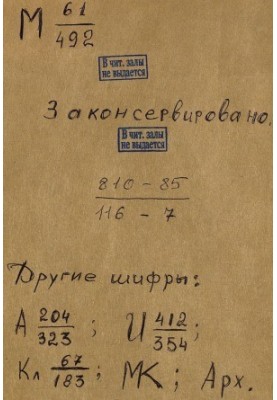 М 61/492
В чит. залы
не выдается
Законсервировано.
В чит. залы
не выдается
810 - 85
116 - 7
Другие шифры:
А 204/323; И 412/354;
Кл 67/183; МК; Арх.